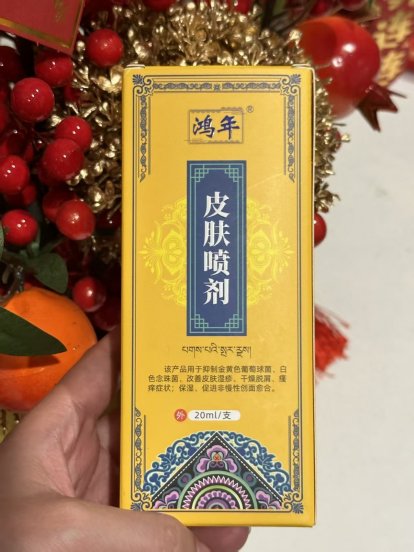 鸿年®
皮肤喷剂
པགས་པའི་སྨན་རྫས།
该产品用于抑制金黄色葡萄球菌、白
色念珠菌、改善皮肤湿疹、干燥脱屑、瘙
痒症状；保湿、促进非慢性创面愈合。
外 20ml/支